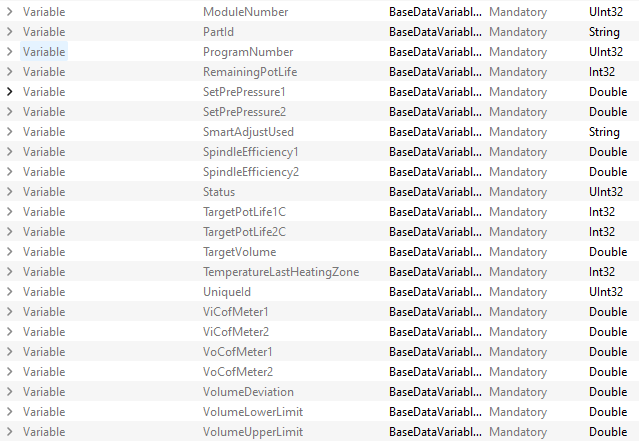 Variable ModuleNumber BaseDataVariabl... Mandatory UInt32
Variable PartId BaseDataVariabl... Mandatory String
Variable ProgramNumber BaseDataVariabl... Mandatory UInt32
Variable RemainingPotLife BaseDataVariabl... Mandatory Int32
Variable SetPrePressure1 BaseDataVariabl... Mandatory Double
Variable SetPrePressure2 BaseDataVariabl... Mandatory Double
Variable SmartAdjustUsed BaseDataVariabl... Mandatory String
Variable SpindleEfficiency1 BaseDataVariabl... Mandatory Double
Variable SpindleEfficiency2 BaseDataVariabl... Mandatory Double
Variable Status BaseDataVariabl... Mandatory UInt32
Variable TargetPotLife1C BaseDataVariabl... Mandatory Int32
Variable TargetPotLife2C BaseDataVariabl... Mandatory Int32
Variable TargetVolume BaseDataVariabl... Mandatory Double
Variable TemperatureLastHeatingZone BaseDataVariabl... Mandatory Int32
Variable UniqueId BaseDataVariabl... Mandatory UInt32
Variable ViCofMeter1 BaseDataVariabl... Mandatory Double
Variable ViCofMeter2 BaseDataVariabl... Mandatory Double
Variable VoCofMeter1 BaseDataVariabl... Mandatory Double
Variable VoCofMeter2 BaseDataVariabl... Mandatory Double
Variable VolumeDeviation BaseDataVariabl... Mandatory Double
Variable VolumeLowerLimit BaseDataVariabl... Mandatory Double
Variable VolumeUpperLimit BaseDataVariabl... Mandatory Double